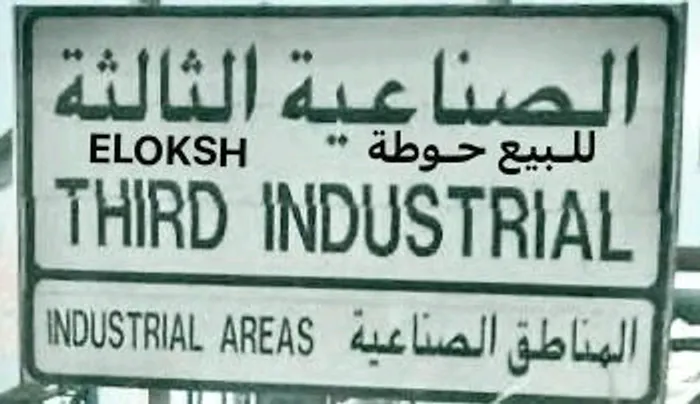 الصناعية الثالثة
للبيع حوطة ELOKSH
THIRD INDUSTRIAL
INDUSTRIAL AREAS المناطق الصناعية